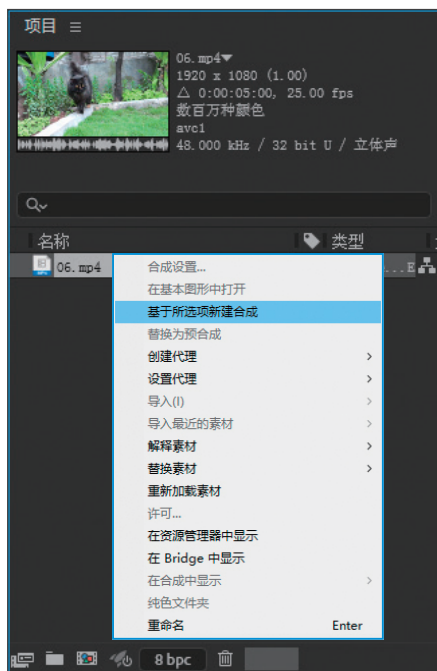 项目
06.mp4
1920 x 1080 (1.00)
△ 0:00:05:00, 25.00 fps
数百万种颜色
avc1
48.000 kHz / 32 bit U / 立体声
名称 类型
06.mp4 ...E
合成设置...
在基本图形中打开
基于所选项新建合成
替换为预合成
创建代理
设置代理
导入(I)
导入最近的素材
解释素材
替换素材
重新加载素材
许可...
在资源管理器中显示
在 Bridge 中显示
在合成中显示
纯色文件夹
重命名 Enter
8 bpc